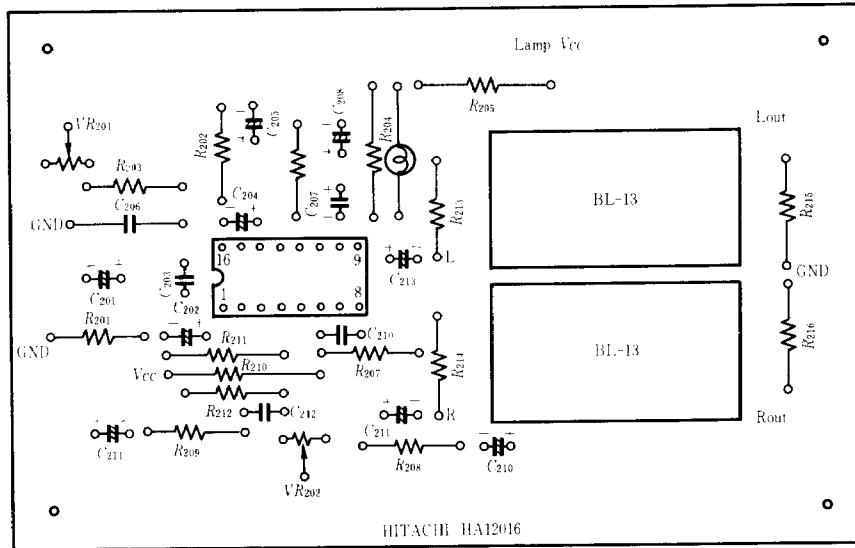 Lamp Vcc
R205
VR201
R203
C206
GND
R202
C205
C204
C208
C207
R204
R213
L
Lout
BL-13
R215
GND
16
9
1
8
C213
C201
C203
C202
R201
GND
R211
R210
Vcc
R212
C212
C210
R207
R214
R
BL-13
R216
Rout
C211
R209
VR202
C211
R208
C210
HITACHI HA12016